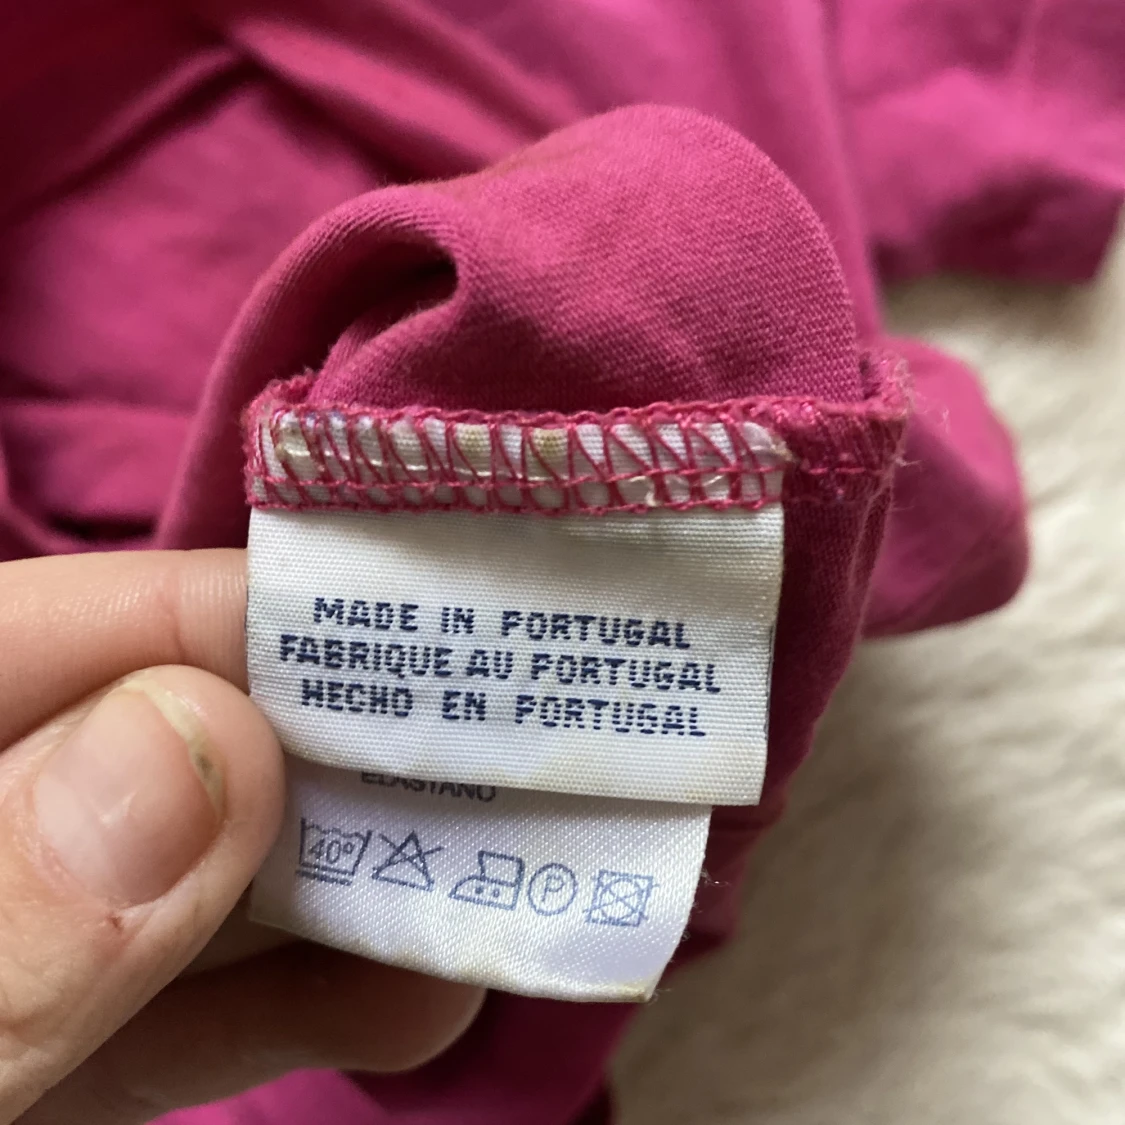 MADE IN PORTUGAL
FABRIQUE AU PORTUGAL
HECHO EN PORTUGAL
ELASTANO
40°
P